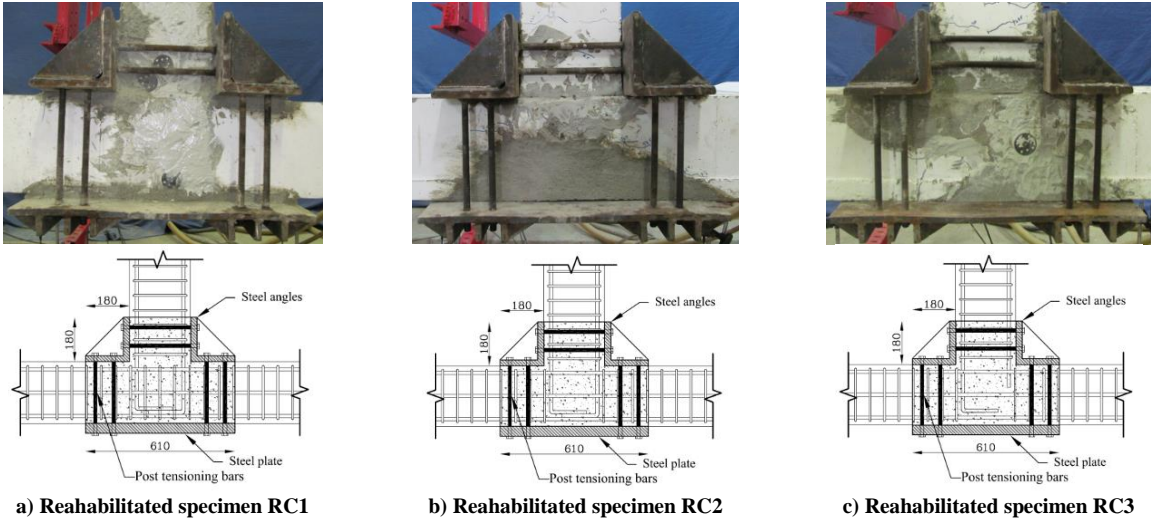 180
180
Steel angles
610
Steel plate
Post tensioning bars
a) Reahabilitated specimen RC1
180
180
Steel angles
610
Steel plate
Post tensioning bars
b) Reahabilitated specimen RC2
180
180
Steel angles
610
Steel plate
Post tensioning bars
c) Reahabilitated specimen RC3